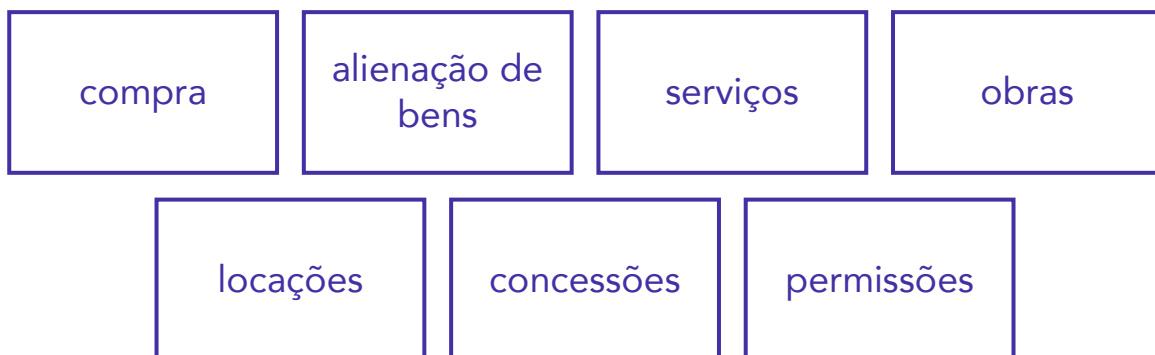 compra
alienação de
bens
serviços
obras
locações
concessões
permissões